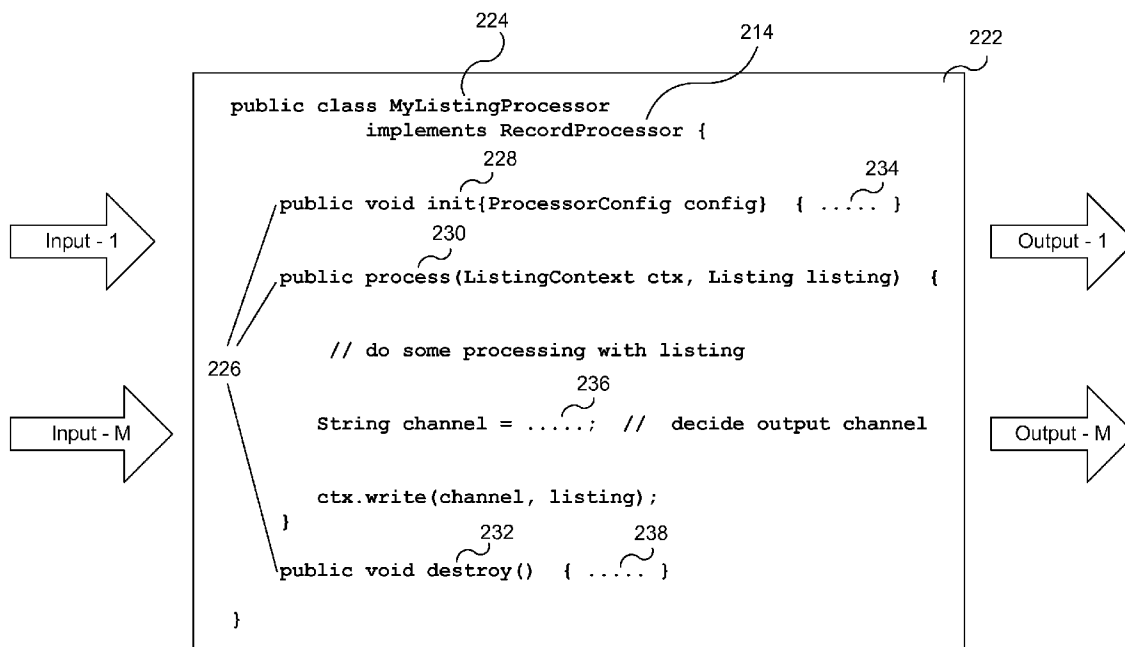 224
214
222
public class MyListingProcessor
implements RecordProcessor {
228
234
public void init{ProcessorConfig config} { ..... }
Input - 1
Output - 1
230
public process(ListingContext ctx, Listing listing) {
// do some processing with listing
226
236
Input - M
String channel = .....; // decide output channel
Output - M
ctx.write(channel, listing);
}
232
238
public void destroy() { ..... }
}